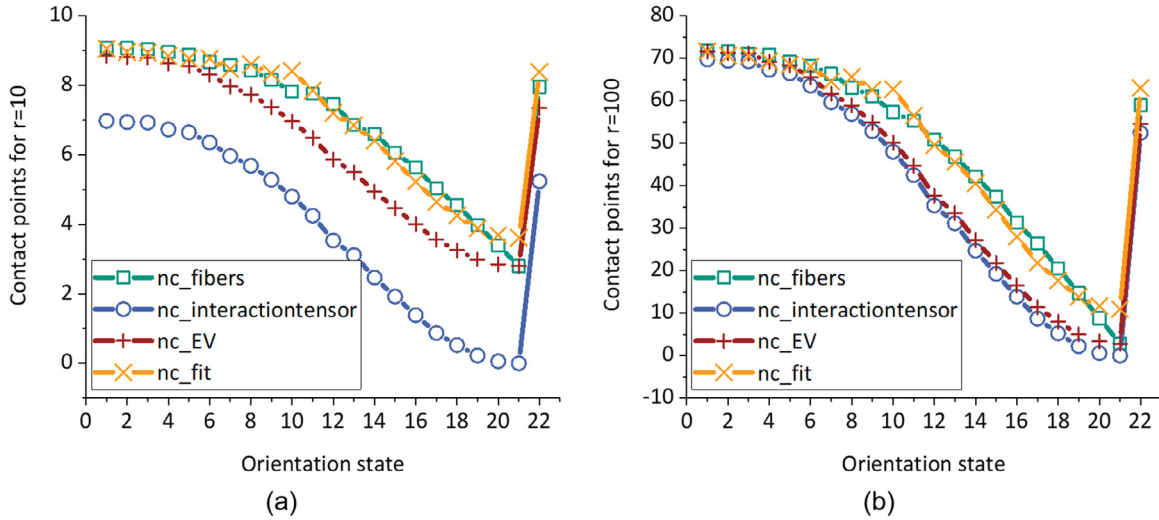 10
8
6
4
2
0
Contact points for r=10
nc_fibers
nc_interactiontensor
nc_EV
nc_fit
0 2 4 6 8 10 12 14 16 18 20 22
Orientation state
(a)
80
70
60
50
40
30
20
10
0
-10
Contact points for r=100
nc_fibers
nc_interactiontensor
nc_EV
nc_fit
0 2 4 6 8 10 12 14 16 18 20 22
Orientation state
(b)